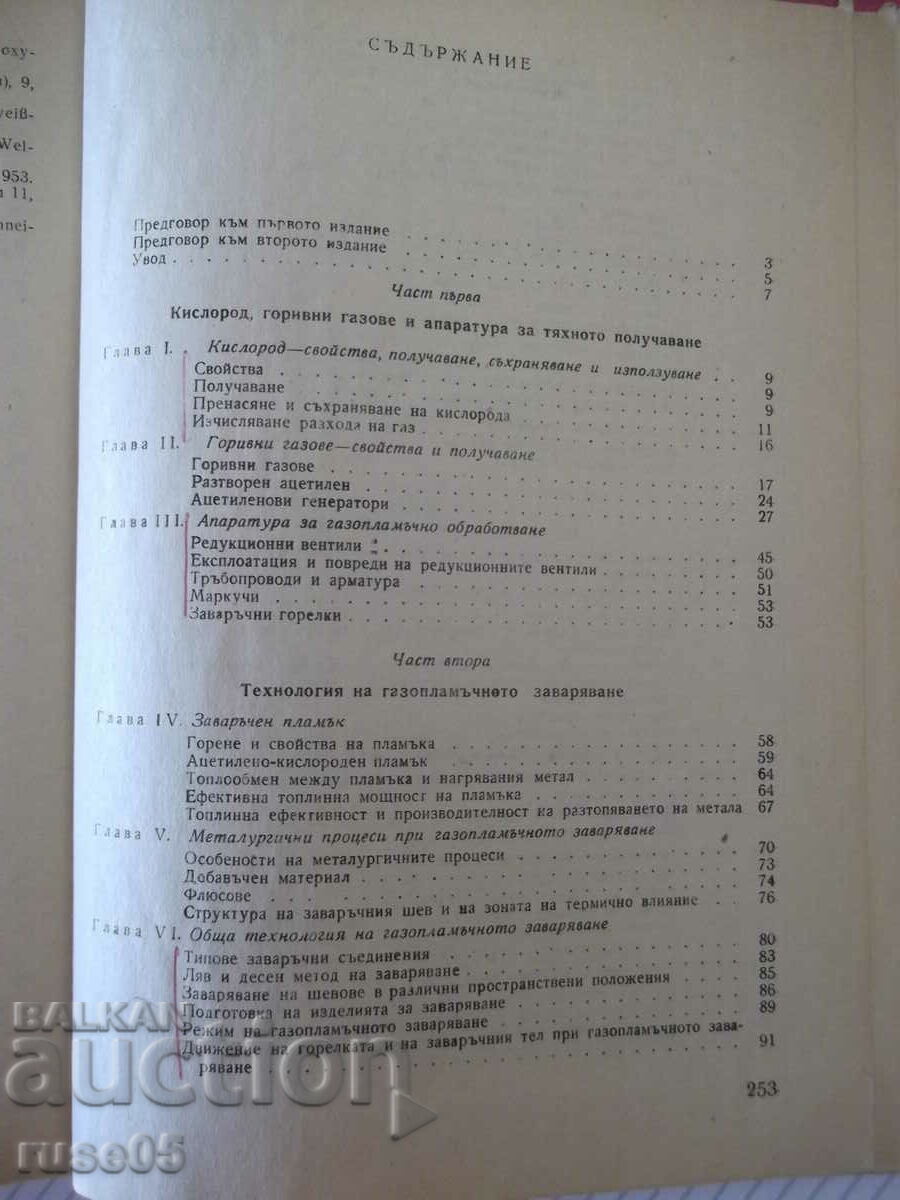 оху-
), 9,
veiß-
Wel-
953.
11,
nnei-
СЪДЪРЖАНИЕ
Предговор към първото издание . . . . . . . . . . 3
Предговор към второто издание . . . . . . . . . . 5
Увод . . . . . . . . . . 7
Част първа
Кислород, горивни газове и апаратура за тяхното получаване
Глава I. Кислород—свойства, получаване, съхраняване и използуване . . 9
Свойства . . . . . . . . . . 9
Получаване . . . . . . . . . . 9
Пренасяне и съхраняване на кислорода . . . . . . . . . . 11
Изчисляване разхода на газ . . . . . . . . . . 16
Глава II. Горивни газове—свойства и получаване
Горивни газове . . . . . . . . . . 17
Разтворен ацетилен . . . . . . . . . . 24
Ацетиленови генератори . . . . . . . . . . 27
Глава III. Апаратура за газопламъчно обработване
Редукционни вентили . . . . . . . . . . 45
Експлоатация и повреди на редукционните вентили . . . . . . . . . . 50
Тръбопроводи и арматура . . . . . . . . . . 51
Маркучи . . . . . . . . . . 53
Заваръчни горелки . . . . . . . . . . 53
Част втора
Технология на газопламъчното заваряване
Глава IV. Заваръчен пламък
Горене и свойства на пламъка . . . . . . . . . . 58
Ацетилено-кислороден пламък . . . . . . . . . . 59
Топлообмен между пламъка и нагрявания метал . . . . . . . . . . 64
Ефективна топлинна мощност на пламъка . . . . . . . . . . 64
Топлинна ефективност и производителност на разтопяването на метала 67
Глава V. Металургични процеси при газопламъчното заваряване
Особености на металургичните процеси . . . . . . . . . . 70
Добавъчен материал . . . . . . . . . . 73
Флюсове . . . . . . . . . . 74
Структура на заваръчния шев и на зоната на термично влияние . . 76
Глава VI. Обща технология на газопламъчното заваряване
Типове заваръчни съединения . . . . . . . . . . 80
Ляв и десен метод на заваряване . . . . . . . . . . 83
Заваряване на шевове в различни пространствени положения . . . . 85
Подготовка на изделията за заваряване . . . . . . . . . . 86
Режим на газопламъчното заваряване . . . . . . . . . . 89
Движение на горелката и на заваръчния тел при газопламъчното зава-
ряване . . . . . . . . . . 91
253
BALKAN
auction
ruse05